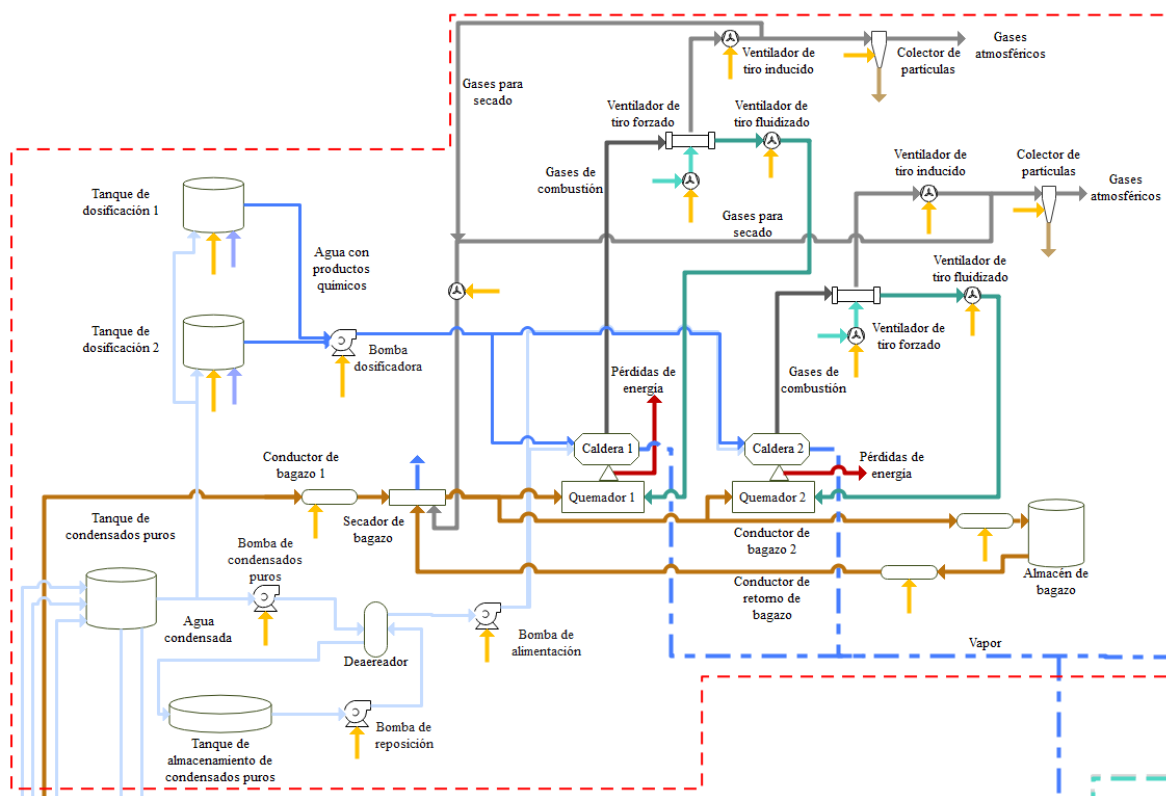 Gases
atmosféricos
Ventilador de
tiro inducido
Colector de
particulas
Gases para
secado
Ventilador de
tiro forzado
Ventilador de
tiro fluidizado
Ventilador de
tiro inducido
Colector de
particulas
Gases
atmosféricos
Gases de
combustión
Tanque de
dosificación 1
Gases para
secado
Agua con
productos
químicos
Ventilador de
tiro fluidizado
Tanque de
dosificación 2
Bomba
dosificadora
Ventilador de
tiro forzado
Pérdidas de
energía
Gases de
combustión
Caldera 1
Caldera 2
Pérdidas de
energía
Conductor de
bagazo 1
Quemador 1
Quemador 2
Tanque de
condensados puros
Secador de
bagazo
Conductor de
bagazo 2
Bomba de
condensados
puros
Almacén de
bagazo
Conductor de
retorno de
bagazo
Agua
condensada
Bomba de
alimentación
Deaereador
Vapor
Bomba de
reposición
Tanque de
almacenamiento de
condensados puros